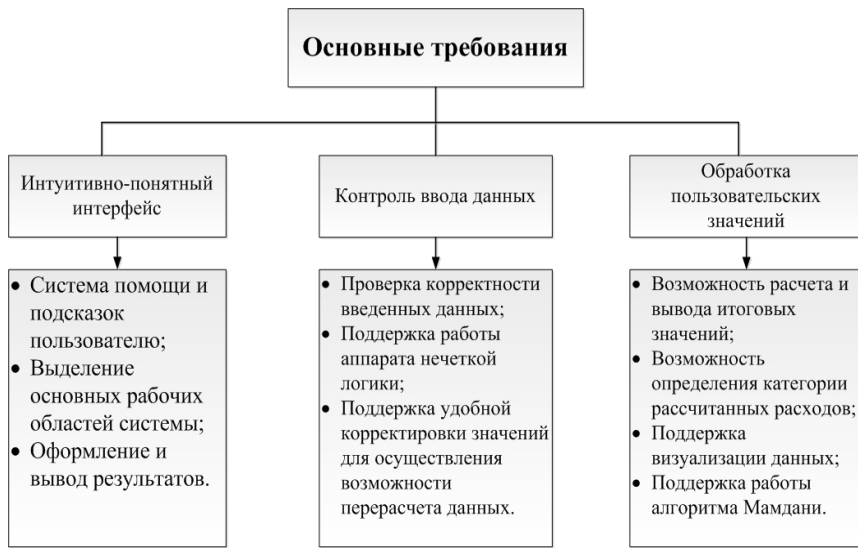 Основные требования
Интуитивно-понятный
интерфейс
Контроль ввода данных
Обработка
пользовательских
значений
• Система помощи и
подсказок
пользователю;
• Выделение
основных рабочих
областей системы;
• Оформление и
вывод результатов.
• Проверка корректности
введенных данных;
• Поддержка работы
аппарата нечеткой
логики;
• Поддержка удобной
корректировки значений
для осуществления
возможности
перерасчета данных.
• Возможность расчета и
вывода итоговых
значений;
• Возможность
определения категории
рассчитанных расходов;
• Поддержка
визуализации данных;
• Поддержка работы
алгоритма Мамдани.